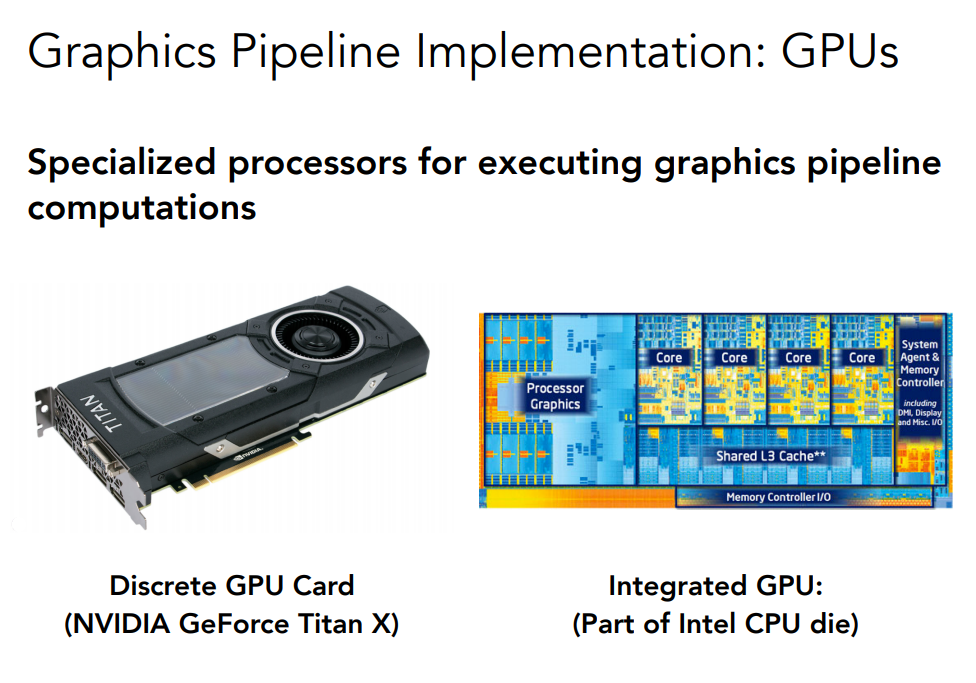 Graphics Pipeline Implementation: GPUs
Specialized processors for executing graphics pipeline
computations
TITAN
NVIDIA.
Processor
Graphics
Core
Core
Core
Core
System
Agent &
Memory
Controller
including
DMI, Display
and Misc. I/O
Shared L3 Cache**
Memory Controller I/O
Discrete GPU Card
(NVIDIA GeForce Titan X)
Integrated GPU:
(Part of Intel CPU die)